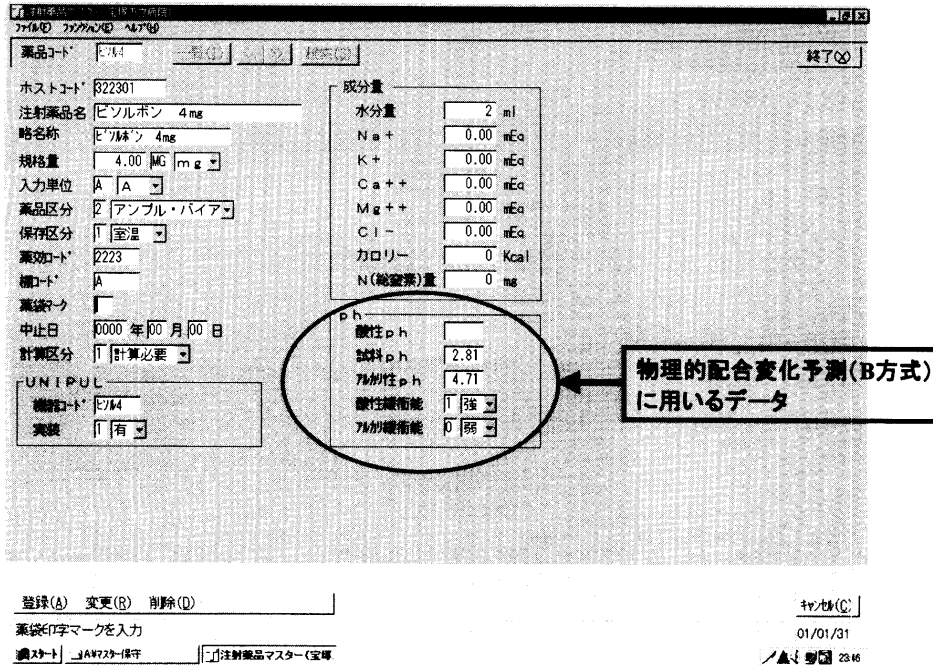 ファイル(F) ファンクション(E) ヘルプ(H)
薬品コード ビソル4 一覧(I) 検索(S) 終了(X)
ホストコード 322301
注射薬品名 ビソルボン 4mg
略名称 ビソルボン 4mg
規格量 4.00 MG mg
入力単位 A A
薬品区分 2 アンプル・バイア
保存区分 1 室温
薬効コード 2223
棚コード A
薬袋マーク
中止日 0000 年 00 月 00 日
計算区分 1 計算必要
UNIPUL
機器コード ビソル4
実装 1 有
成分量
水分量 2 ml
Na+ 0.00 mEq
K+ 0.00 mEq
Ca++ 0.00 mEq
Mg++ 0.00 mEq
Cl- 0.00 mEq
カロリー 0 Kcal
N(総窒素)量 0 mg
ph
酸性ph
試料ph 2.81
アルカリ性ph 4.71
酸性緩衝能 1 強
アルカリ緩衝能 0 弱
物理的配合変化予測(B方式)
に用いるデータ
登録(A) 変更(R) 削除(D) キャンセル(C)
薬袋印字マークを入力 01/01/31
スタート A¥マスター保守 注射薬品マスター(宝塚 23:46